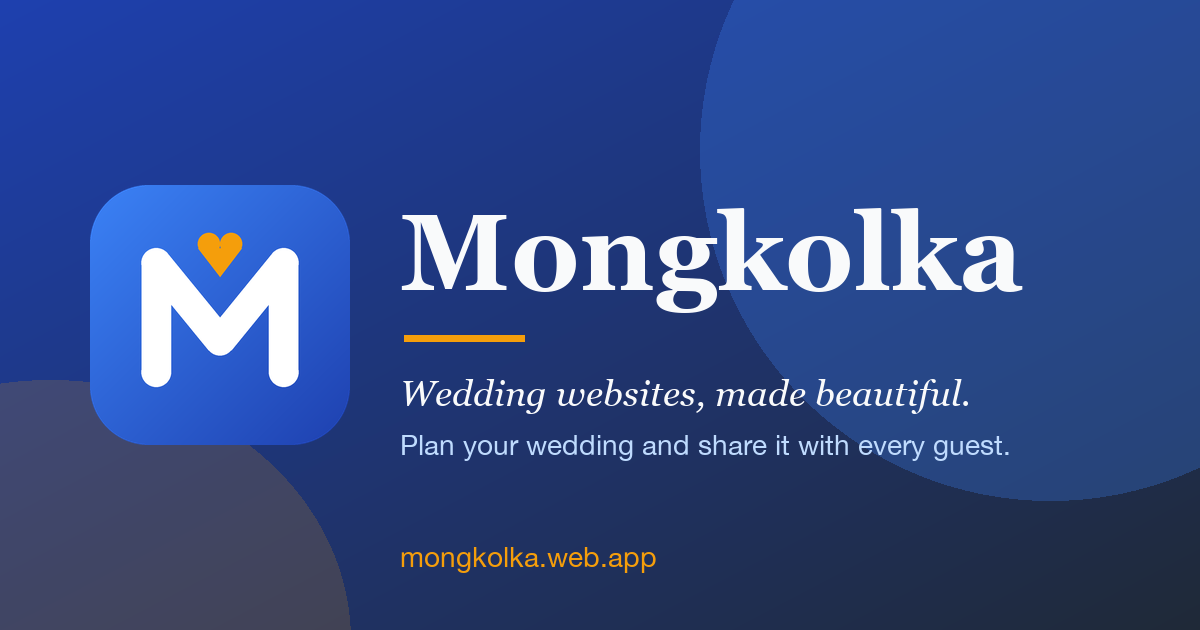 M
Mongkolka
Wedding websites, made beautiful.
Plan your wedding and share it with every guest.
mongkolka.web.app